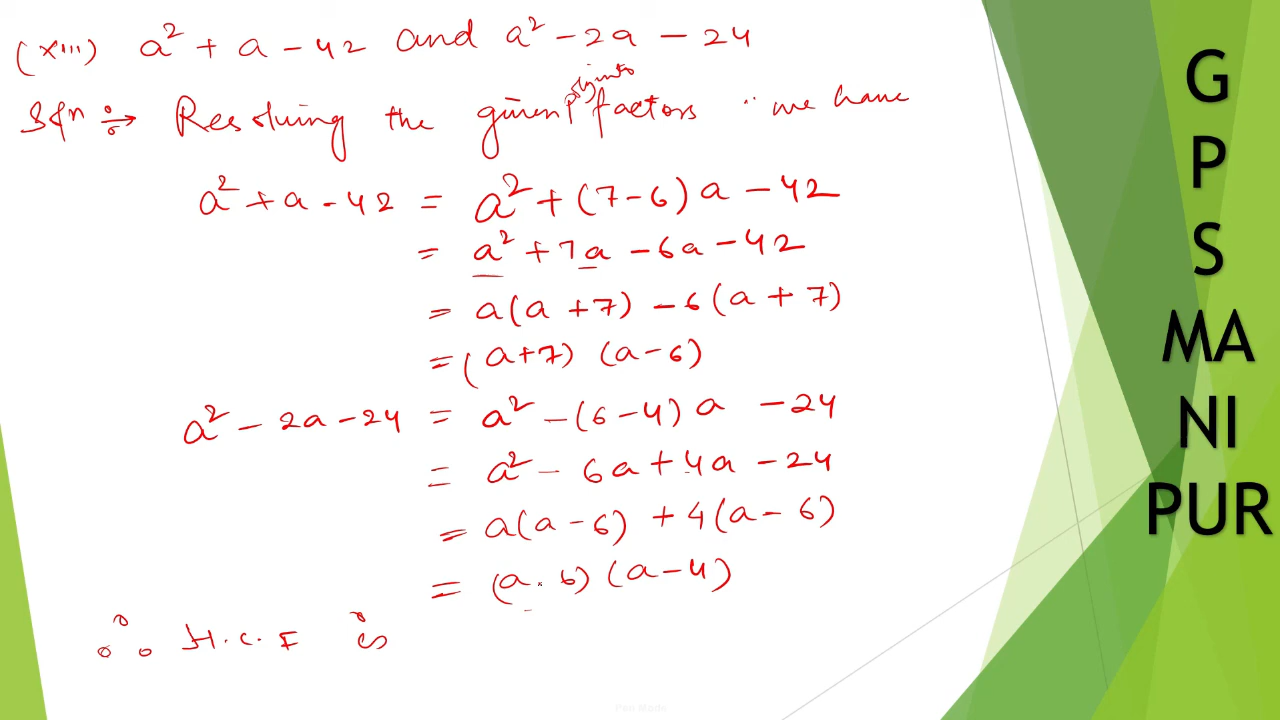 (xiii) a² + a - 42 and a² - 2a - 24
Resolving the given factors we have
a² + a - 42 = a² + (7-6) a - 42
= a² + 7a - 6a - 42
= a(a + 7) - 6(a + 7)
= (a+7) (a-6)
a² - 2a - 24 = a² - (6-4) a - 24
= a² - 6a + 4a - 24
= a(a - 6) + 4(a - 6)
= (a - 6) (a - 4)
∴ H.C.F is
G
P
S
MA
NI
PUR